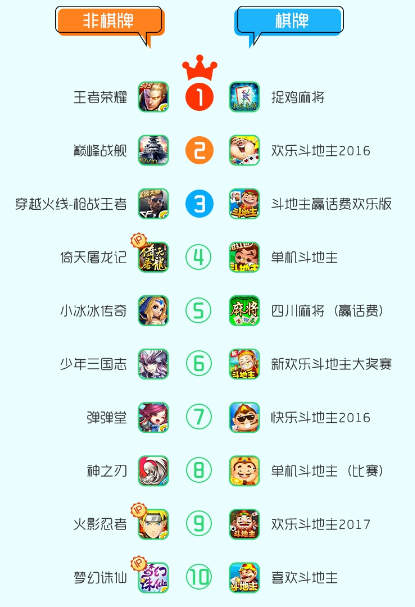 非棋牌 棋牌
王者荣耀 1 捉鸡麻将
巅峰战舰 2 欢乐斗地主2016
穿越火线-枪战王者 3 斗地主赢话费欢乐版
倚天屠龙记 4 单机斗地主
小冰冰传奇 5 四川麻将（赢话费）
少年三国志 6 新欢乐斗地主大奖赛
弹弹堂 7 快乐斗地主2016
神之刃 8 单机斗地主（比赛）
火影忍者 9 欢乐斗地主2017
梦幻诛仙 10 喜欢斗地主